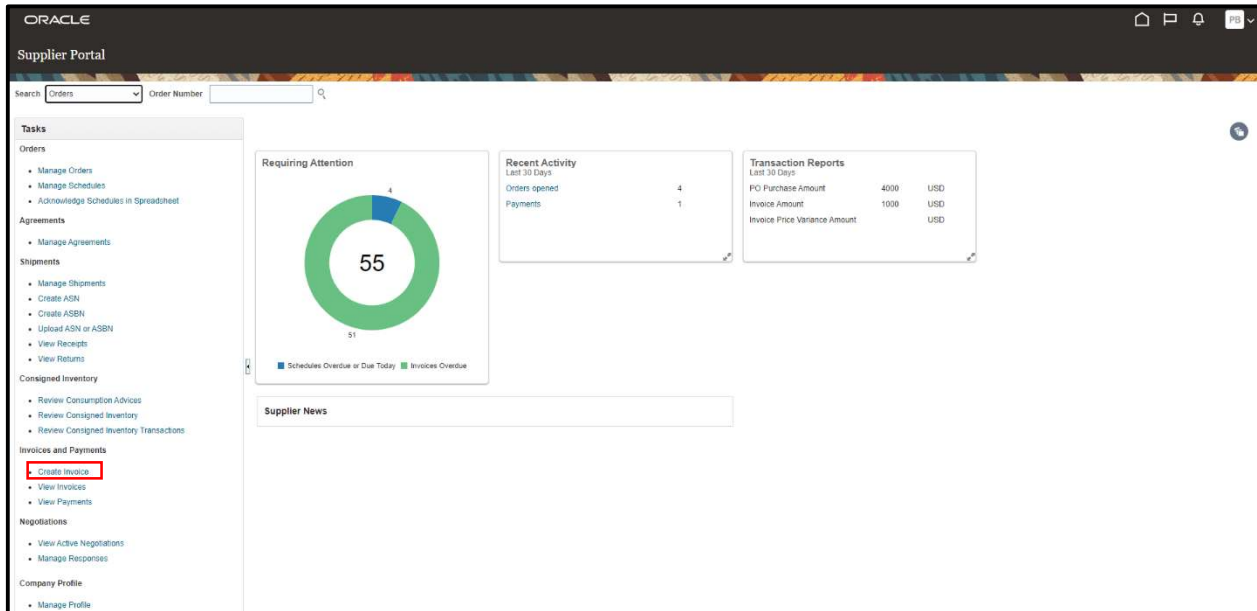 ORACLE
PB
Supplier Portal
Search Orders Order Number
Tasks
Orders
Manage Orders
Manage Schedules
Acknowledge Schedules in Spreadsheet
Agreements
Manage Agreements
Shipments
Manage Shipments
Create ASN
Create ASBN
Upload ASN or ASBN
View Receipts
View Returns
Consigned Inventory
Review Consumption Advices
Review Consigned Inventory
Review Consigned Inventory Transactions
Invoices and Payments
Create Invoice
View Invoices
View Payments
Negotiations
View Active Negotiations
Manage Responses
Company Profile
Manage Profile
Requiring Attention
4
55
51
Schedules Overdue or Due Today Invoices Overdue
Recent Activity
Last 30 Days
Orders opened 4
Payments 1
Transaction Reports
Last 30 Days
PO Purchase Amount 4000 USD
Invoice Amount 1000 USD
Invoice Price Variance Amount USD
Supplier News